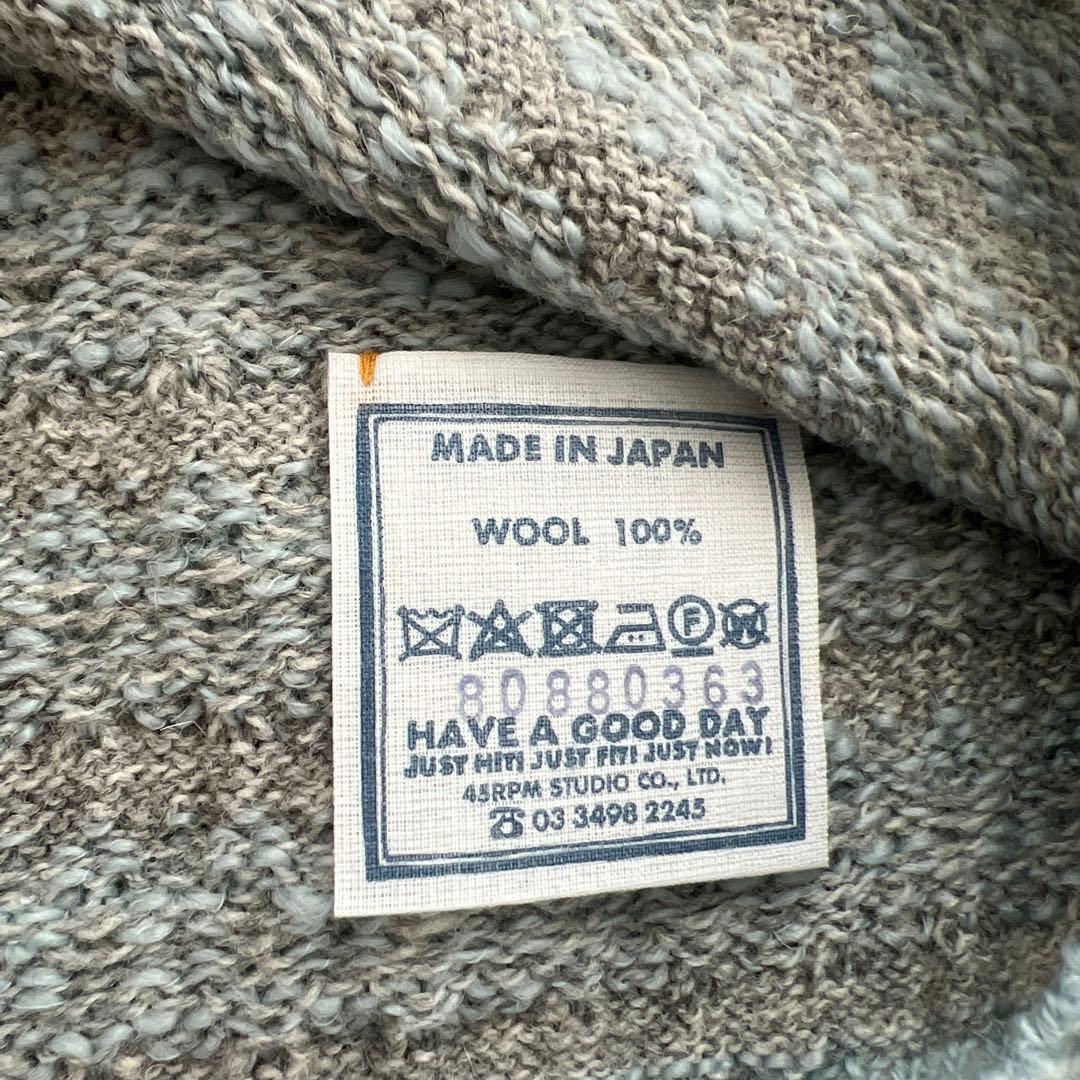 MADE IN JAPAN
WOOL 100%
F W
80880363
HAVE A GOOD DAY
JUST HIT! JUST FIT! JUST NOW!
45RPM STUDIO CO., LTD.
☎ 03 3498 2245